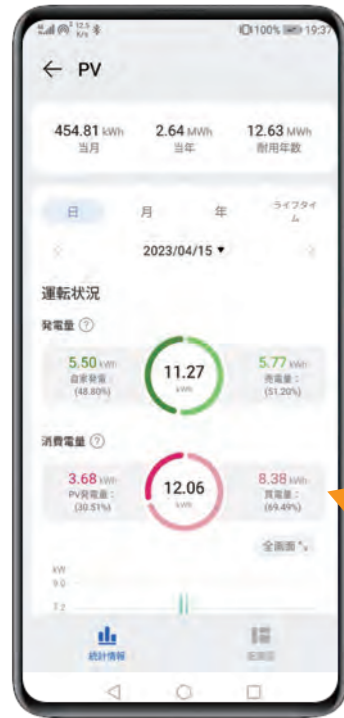 12.5 K/s 100% 19:37
← PV
454.81 kWh 2.64 MWh 12.63 MWh
当月 当年 耐用年数
日 月 年 ライフタイム
2023/04/15 ▼
運転状況
発電量 ?
5.50 kWh 11.27 kWh 5.77 kWh
自家発電: 売電量:
(48.80%) (51.20%)
消費電量 ?
3.68 kWh 12.06 kWh 8.38 kWh
PV発電量: 買電量:
(30.51%) (69.49%)
全画面
kW
9.0
7.2
統計情報